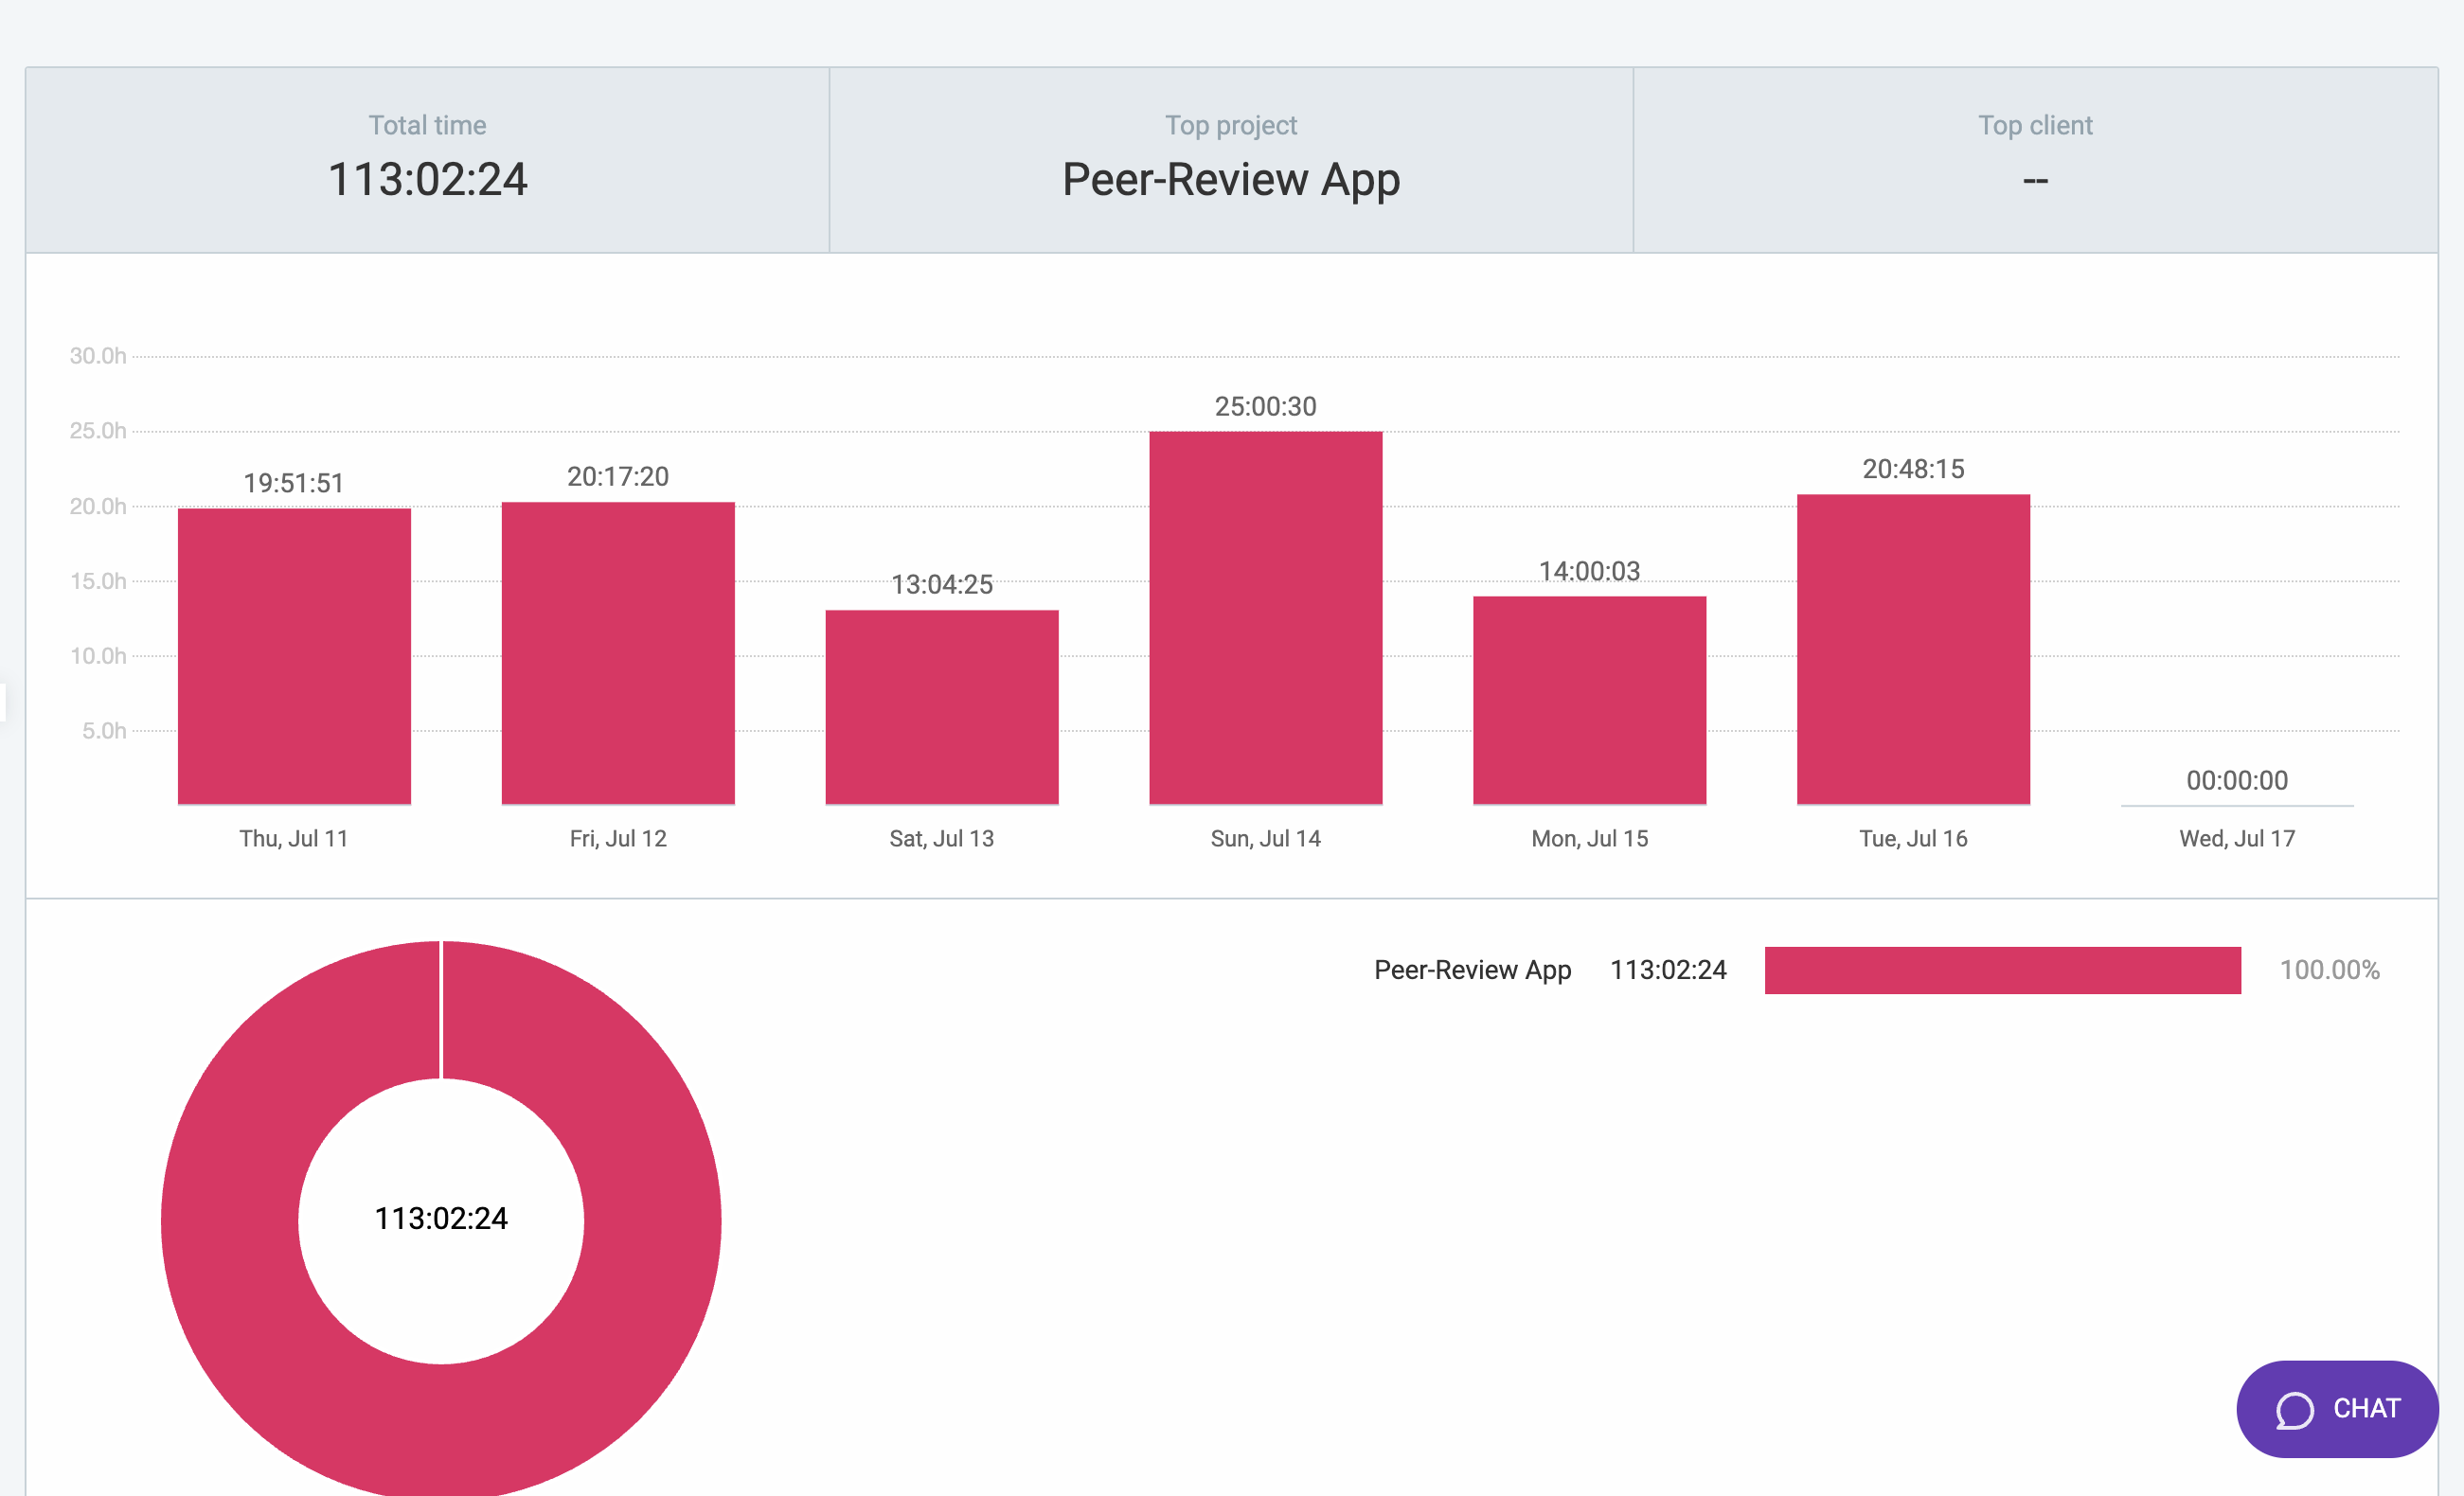 Total time
113:02:24
Top project
Peer-Review App
Top client
--
30.0h
25.0h
20.0h
15.0h
10.0h
5.0h
19:51:51
20:17:20
13:04:25
25:00:30
14:00:03
20:48:15
00:00:00
Thu, Jul 11
Fri, Jul 12
Sat, Jul 13
Sun, Jul 14
Mon, Jul 15
Tue, Jul 16
Wed, Jul 17
Peer-Review App 113:02:24 100.00%
113:02:24
CHAT